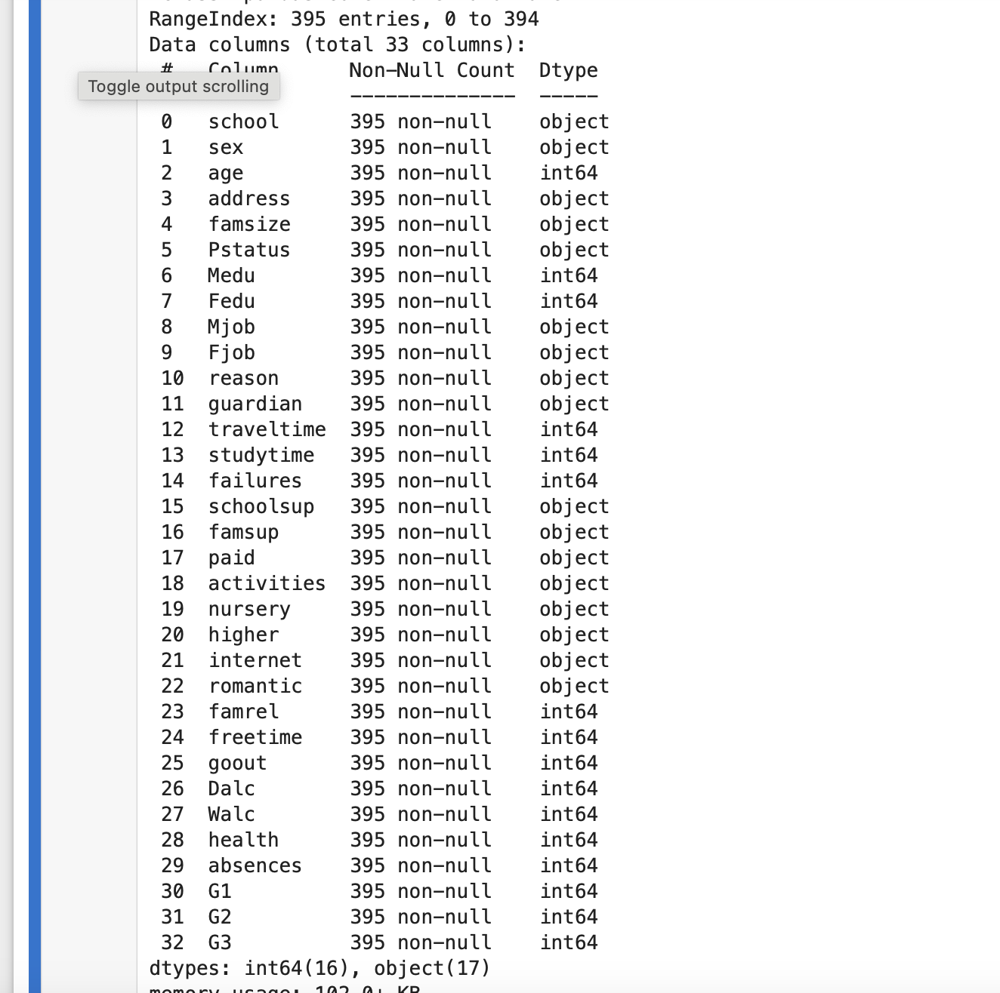 RangeIndex: 395 entries, 0 to 394
Data columns (total 33 columns):
#   Column      Non-Null Count  Dtype
Toggle output scrolling
--------------  -----
0   school      395 non-null    object
1   sex         395 non-null    object
2   age         395 non-null    int64
3   address     395 non-null    object
4   famsize     395 non-null    object
5   Pstatus     395 non-null    object
6   Medu        395 non-null    int64
7   Fedu        395 non-null    int64
8   Mjob        395 non-null    object
9   Fjob        395 non-null    object
10  reason      395 non-null    object
11  guardian    395 non-null    object
12  traveltime  395 non-null    int64
13  studytime   395 non-null    int64
14  failures    395 non-null    int64
15  schoolsup   395 non-null    object
16  famsup      395 non-null    object
17  paid        395 non-null    object
18  activities  395 non-null    object
19  nursery     395 non-null    object
20  higher      395 non-null    object
21  internet    395 non-null    object
22  romantic    395 non-null    object
23  famrel      395 non-null    int64
24  freetime    395 non-null    int64
25  goout       395 non-null    int64
26  Dalc        395 non-null    int64
27  Walc        395 non-null    int64
28  health      395 non-null    int64
29  absences    395 non-null    int64
30  G1          395 non-null    int64
31  G2          395 non-null    int64
32  G3          395 non-null    int64
dtypes: int64(16), object(17)
memory usage: 102.0+ KB